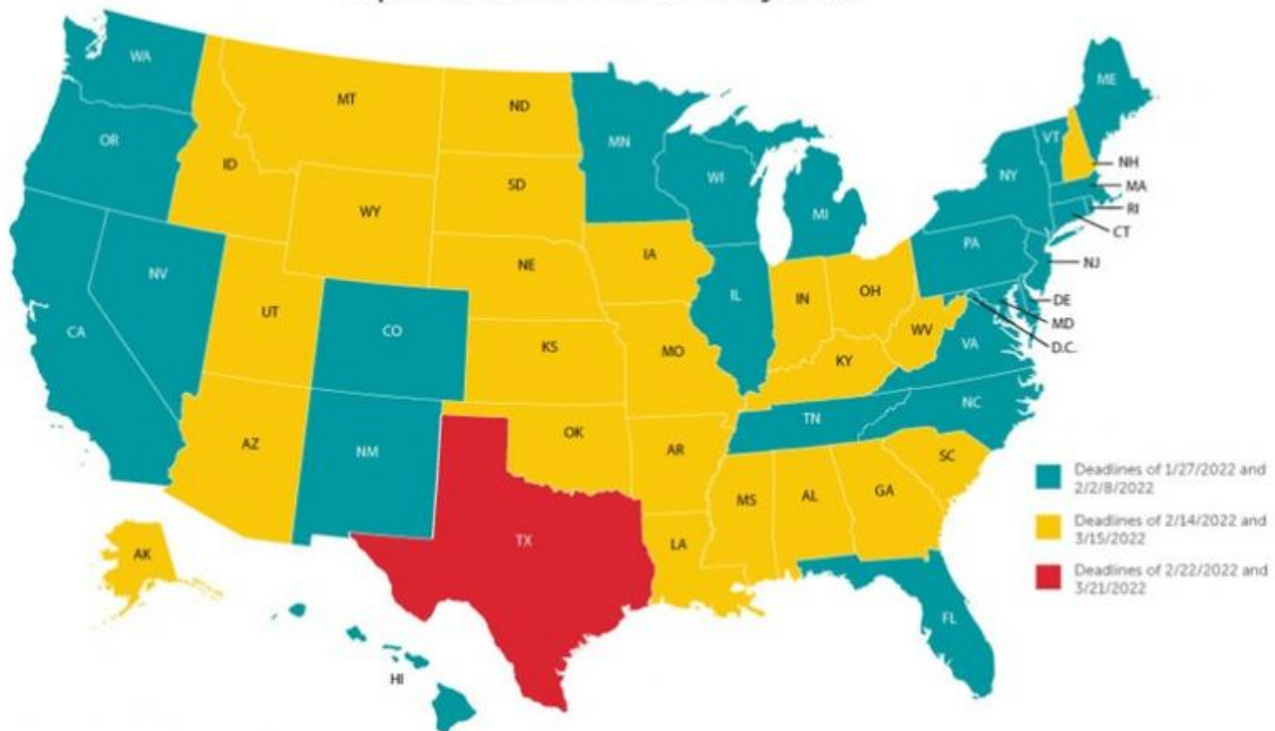 WA
MT
ND
MN
ME
OR
ID
SD
WI
VT
NH
NY
MA
WY
MI
RI
CT
IA
PA
NE
NJ
NV
IL
IN
OH
DE
UT
MD
CA
CO
WV
D.C.
KS
MO
KY
VA
NC
TN
AZ
OK
NM
AR
SC
MS
AL
GA
TX
LA
AK
FL
HI
Deadlines of 1/27/2022 and
2/2/8/2022
Deadlines of 2/14/2022 and
3/15/2022
Deadlines of 2/22/2022 and
3/21/2022